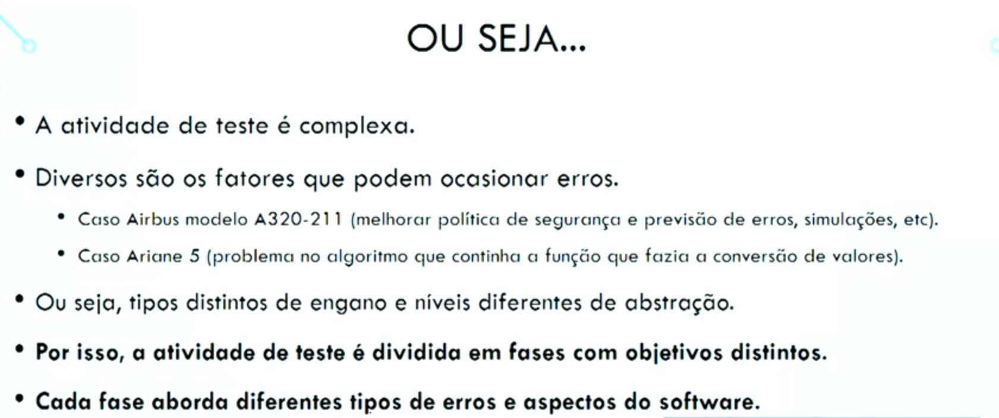 OU SEJA...
• A atividade de teste é complexa.
• Diversos são os fatores que podem ocasionar erros.
• Caso Airbus modelo A320-211 (melhorar política de segurança e previsão de erros, simulações, etc).
• Caso Ariane 5 (problema no algoritmo que continha a função que fazia a conversão de valores).
• Ou seja, tipos distintos de engano e níveis diferentes de abstração.
• Por isso, a atividade de teste é dividida em fases com objetivos distintos.
• Cada fase aborda diferentes tipos de erros e aspectos do software.